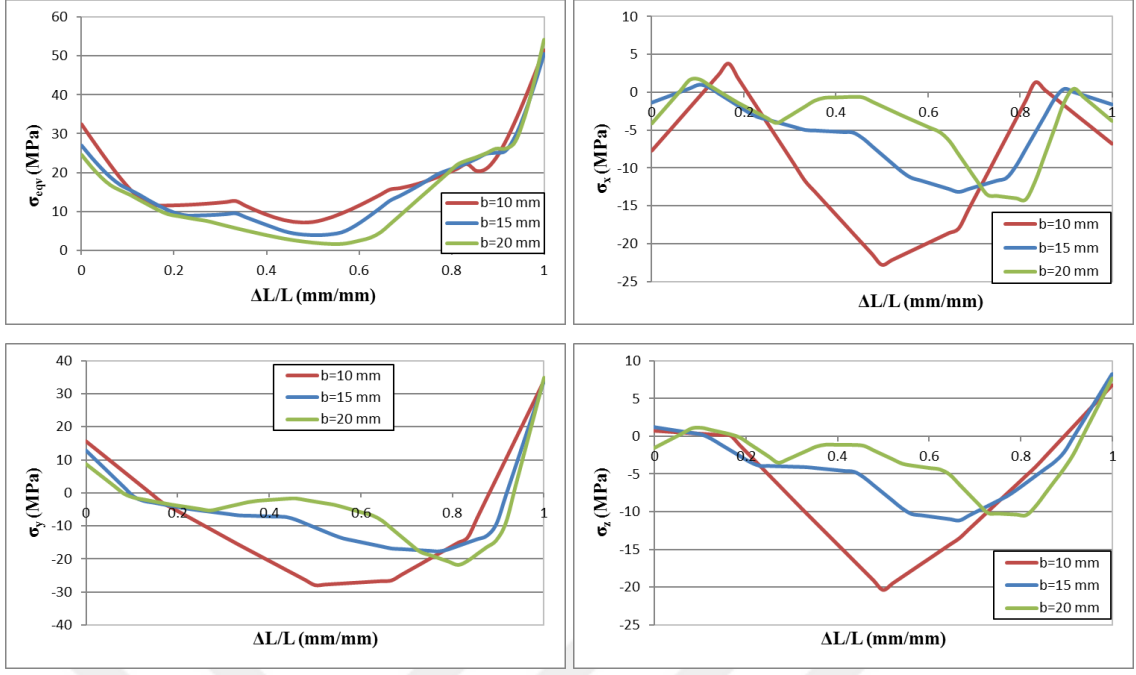 60
50
40
30
20
10
0
σeqv (MPa)
0 0.2 0.4 0.6 0.8 1
ΔL/L (mm/mm)
b=10 mm
b=15 mm
b=20 mm
10
5
0
-5
-10
-15
-20
-25
σx (MPa)
0 0.2 0.4 0.6 0.8 1
ΔL/L (mm/mm)
b=10 mm
b=15 mm
b=20 mm
40
30
20
10
0
-10
-20
-30
-40
σy (MPa)
0 0.2 0.4 0.6 0.8 1
ΔL/L (mm/mm)
b=10 mm
b=15 mm
b=20 mm
10
5
0
-5
-10
-15
-20
-25
σz (MPa)
0 0.2 0.4 0.6 0.8 1
ΔL/L (mm/mm)
b=10 mm
b=15 mm
b=20 mm